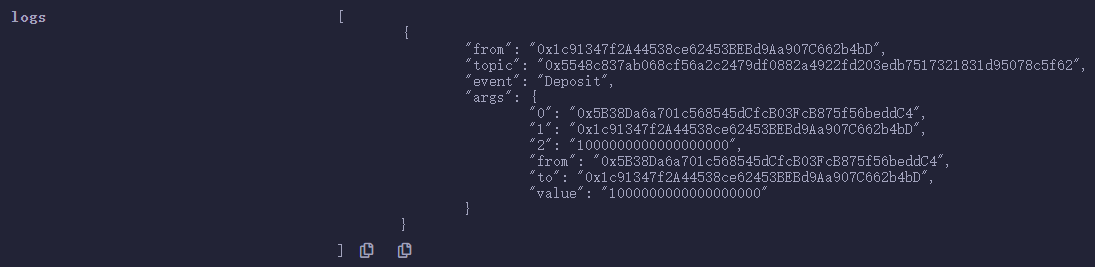 logs [
{
"from": "0x1c91347f2A44538ce62453BEBd9Aa907C662b4bD",
"topic": "0x5548c837ab068cf56a2c2479df0882a4922fd203edb7517321831d95078c5f62",
"event": "Deposit",
"args": {
"0": "0x5B38Da6a701c568545dCfcB03FcB875f56beddC4",
"1": "0x1c91347f2A44538ce62453BEBd9Aa907C662b4bD",
"2": "1000000000000000000",
"from": "0x5B38Da6a701c568545dCfcB03FcB875f56beddC4",
"to": "0x1c91347f2A44538ce62453BEBd9Aa907C662b4bD",
"value": "1000000000000000000"
}
}
]